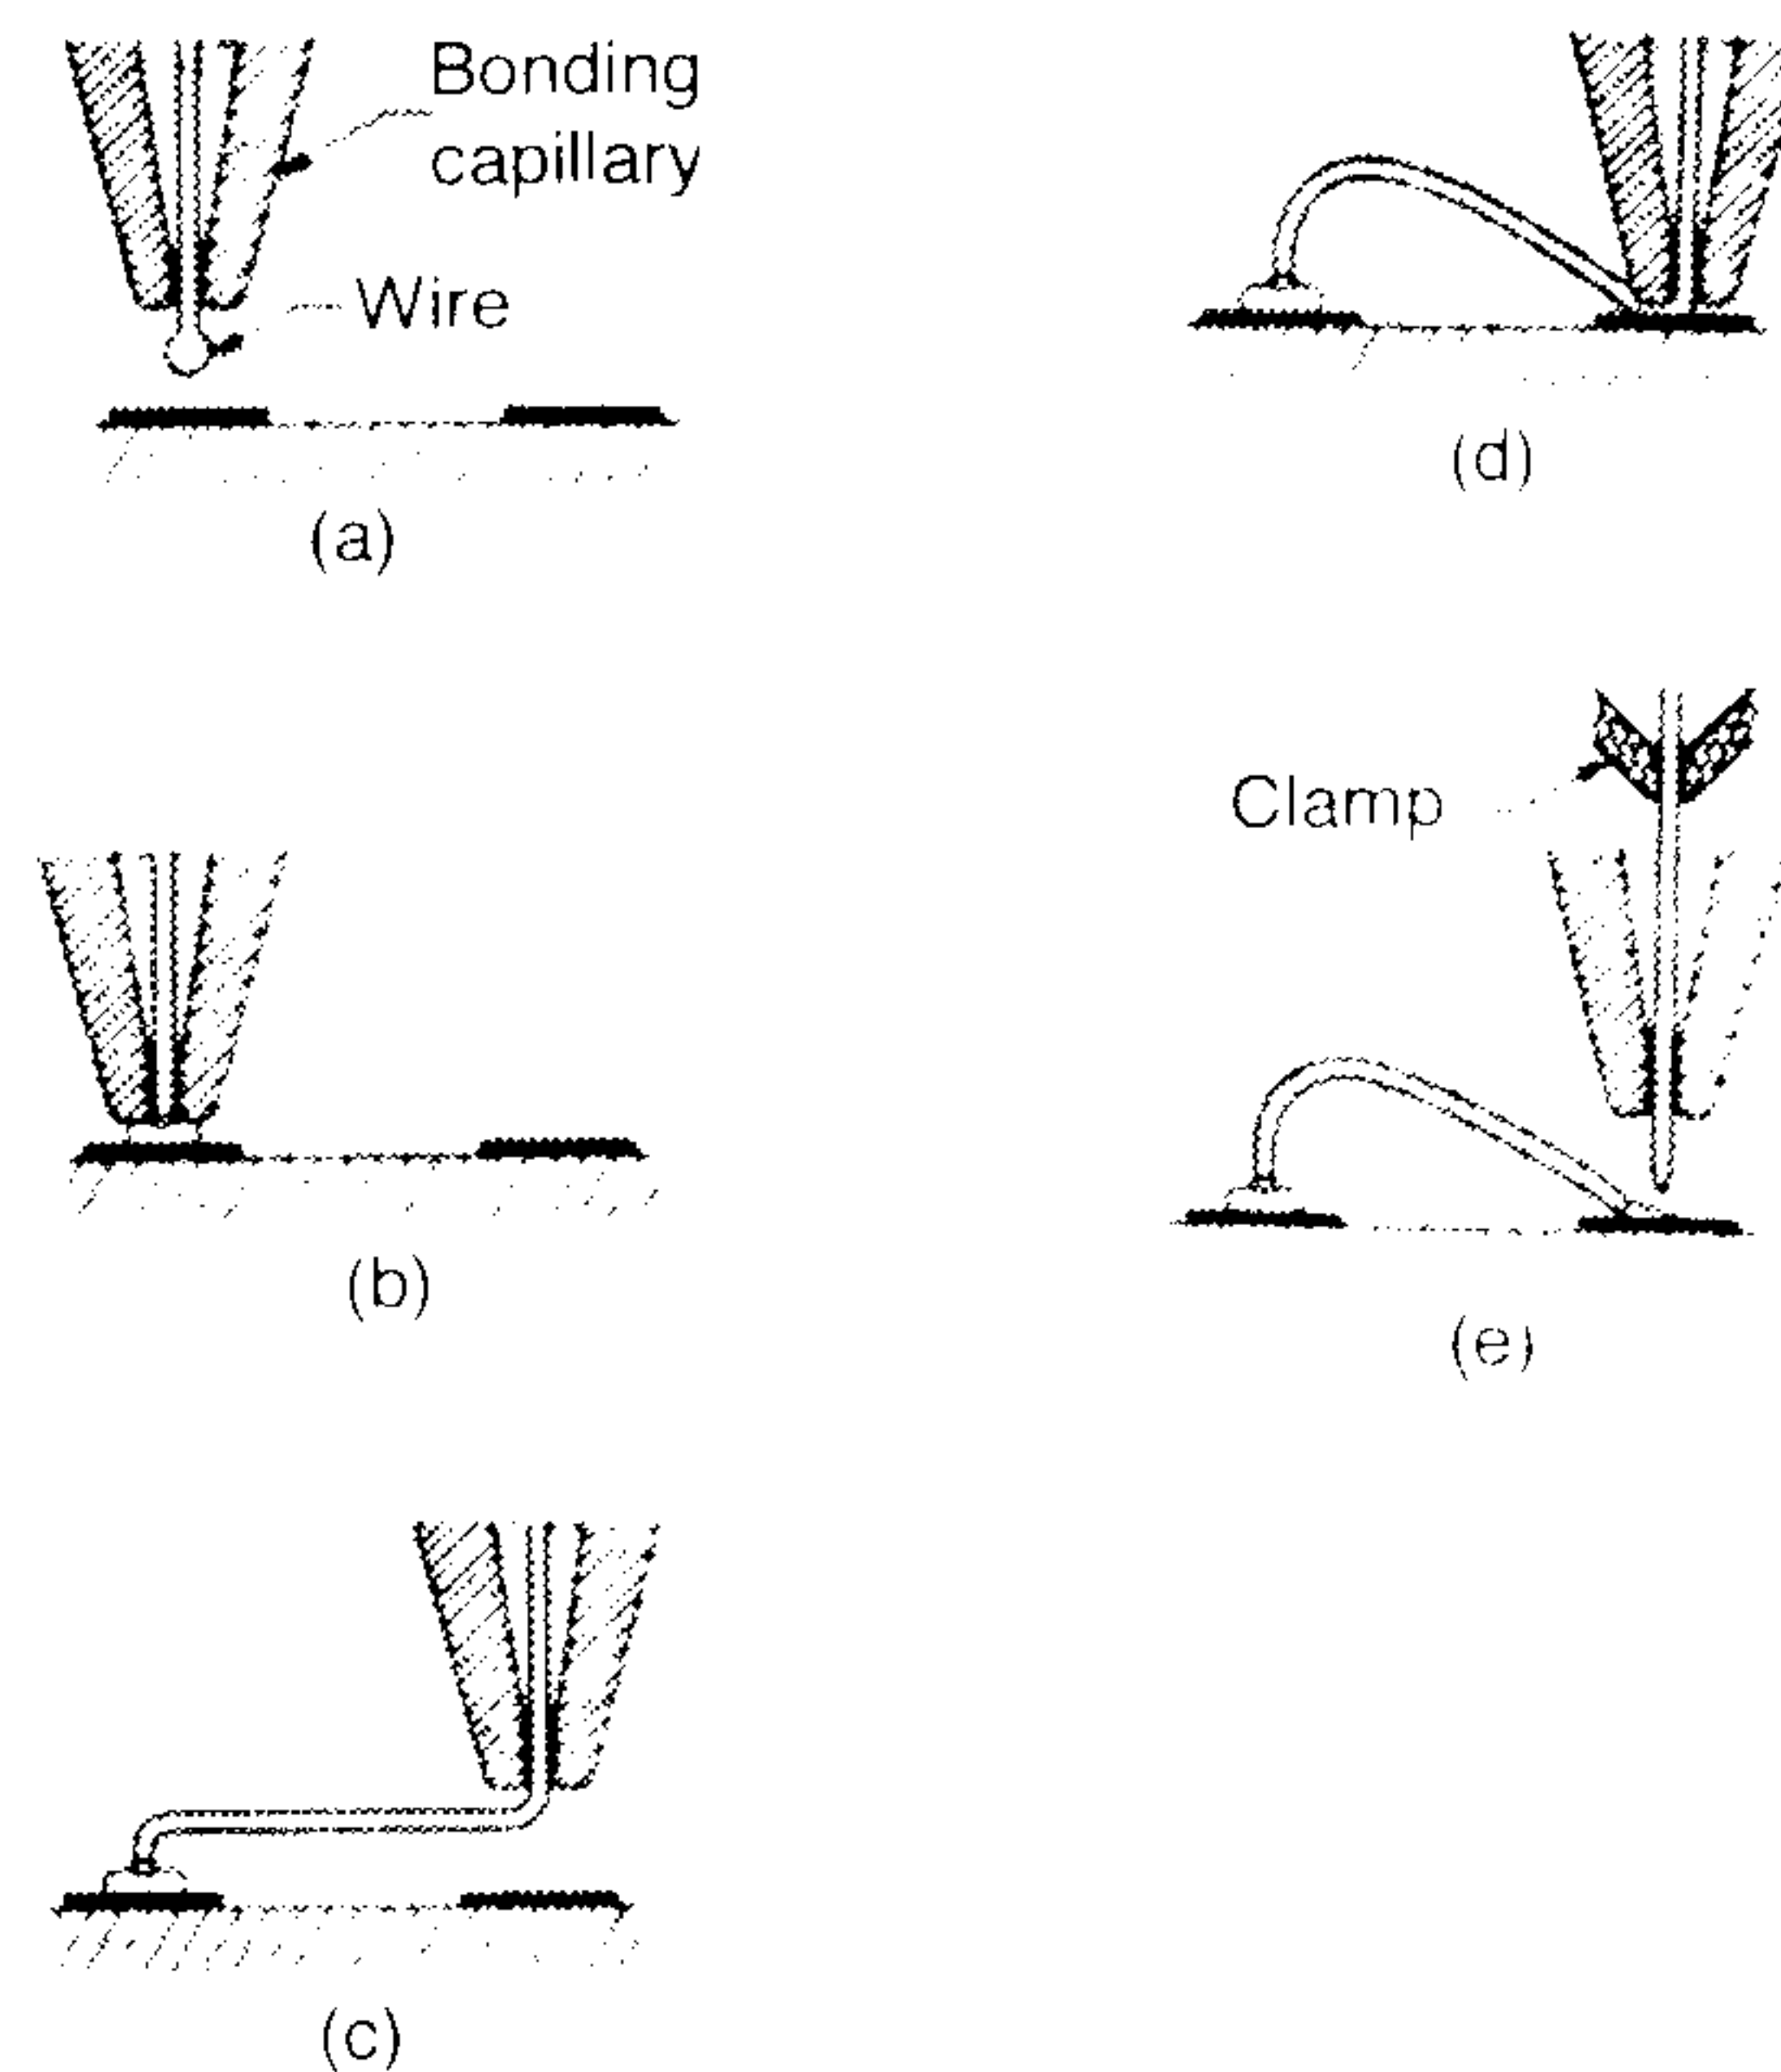 Bonding
capillary
Wire
(a)
(b)
(c)
(d)
Clamp
(e)